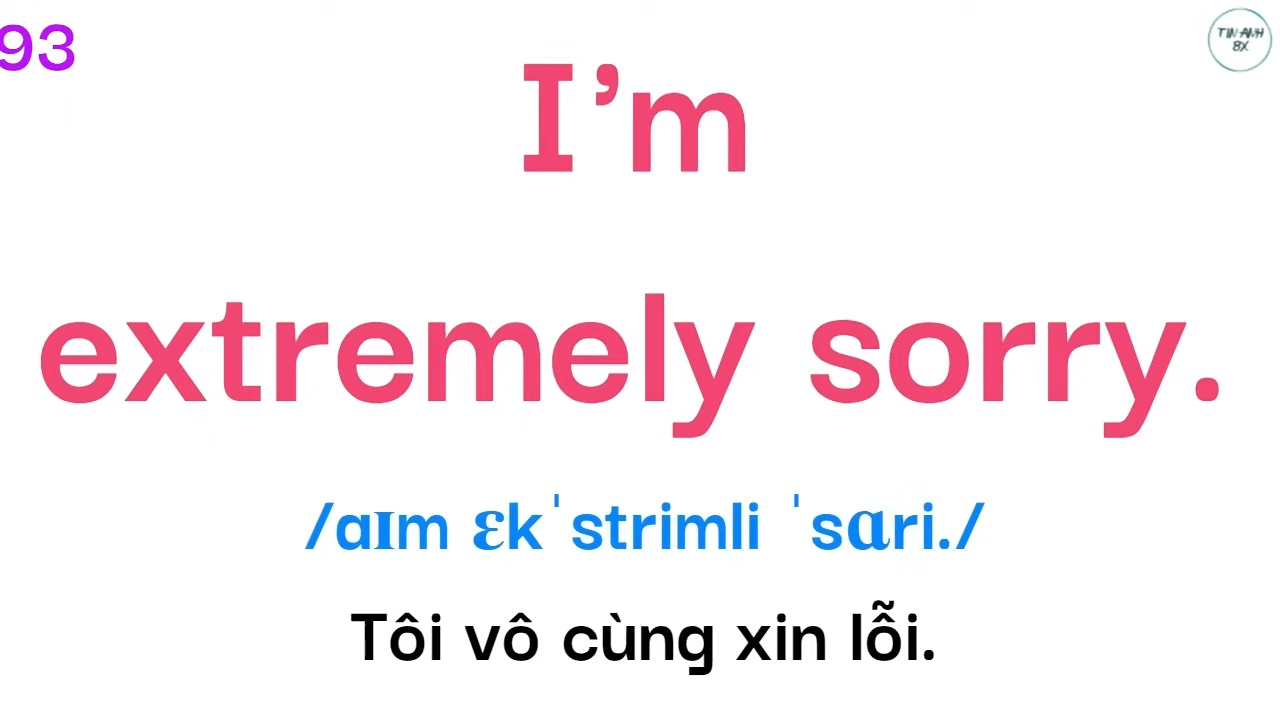 93
TIN ANH
8X
I’m
extremely sorry.
/aɪm ɛkˈstrimli ˈsɑri./
Tôi vô cùng xin lỗi.